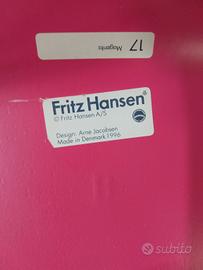 17 Magenta
Fritz Hansen®
© Fritz Hansen A/S
Design: Arne Jacobsen
Made in Denmark 1996
subito